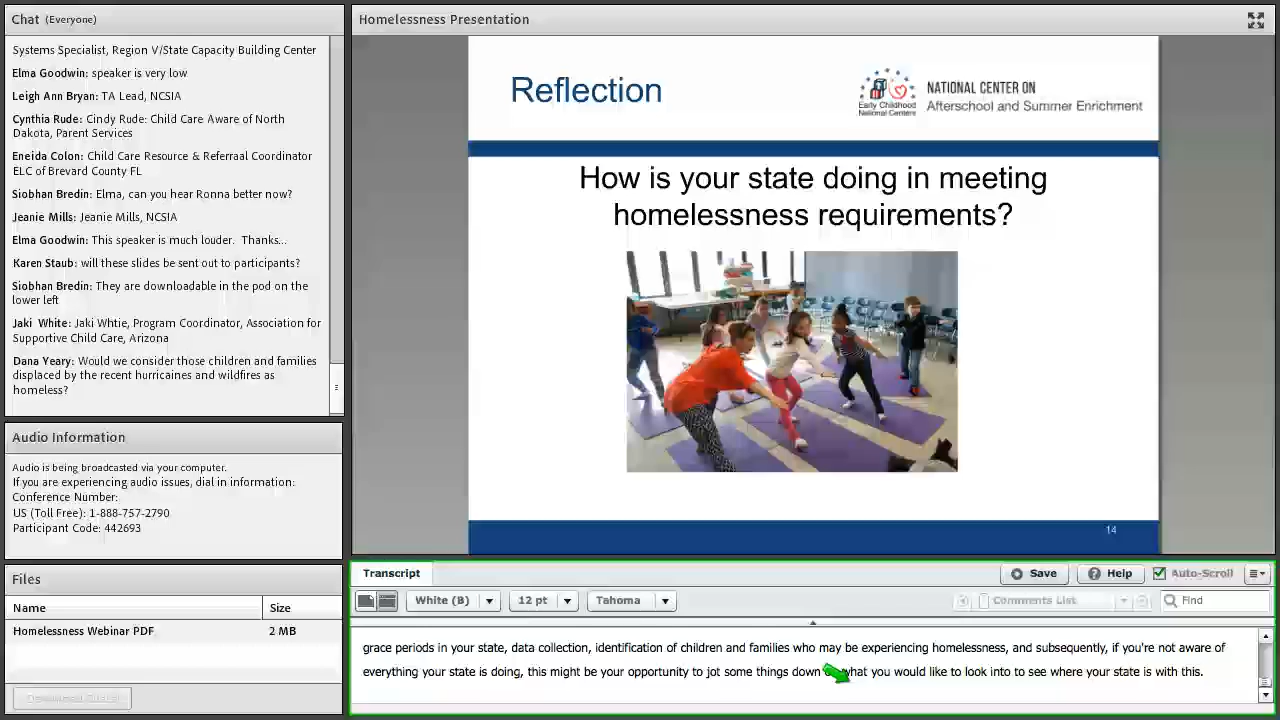 Chat (Everyone)
Systems Specialist, Region V/State Capacity Building Center
Elma Goodwin: speaker is very low
Leigh Ann Bryan: TA Lead, NCSIA
Cynthia Rude: Cindy Rude: Child Care Aware of North
Dakota, Parent Services
Eneida Colon: Child Care Resource & Referraal Coordinator
ELC of Brevard County FL
Siobhan Bredin: Elma, can you hear Ronna better now?
Jeanie Mills: Jeanie Mills, NCSIA
Elma Goodwin: This speaker is much louder. Thanks...
Karen Staub: will these slides be sent out to participants?
Siobhan Bredin: They are downloadable in the pod on the
lower left
Jaki White: Jaki Whtie, Program Coordinator, Association for
Supportive Child Care, Arizona
Dana Yeary: Would we consider those children and families
displaced by the recent hurricaines and wildfires as
homeless?
Audio Information
Audio is being broadcasted via your computer.
If you are experiencing audio issues, dial in information:
Conference Number:
US (Toll Free): 1-888-757-2790
Participant Code: 442693
Files
Name Size
Homelessness Webinar PDF 2 MB
Homelessness Presentation
Reflection
Early Childhood
National Centers
NATIONAL CENTER ON
Afterschool and Summer Enrichment
How is your state doing in meeting
homelessness requirements?
14
Transcript Save Help Auto-Scroll
White (B) 12 pt Tahoma Comments List Find
grace periods in your state, data collection, identification of children and families who may be experiencing homelessness, and subsequently, if you're not aware of
everything your state is doing, this might be your opportunity to jot some things down what you would like to look into to see where your state is with this.